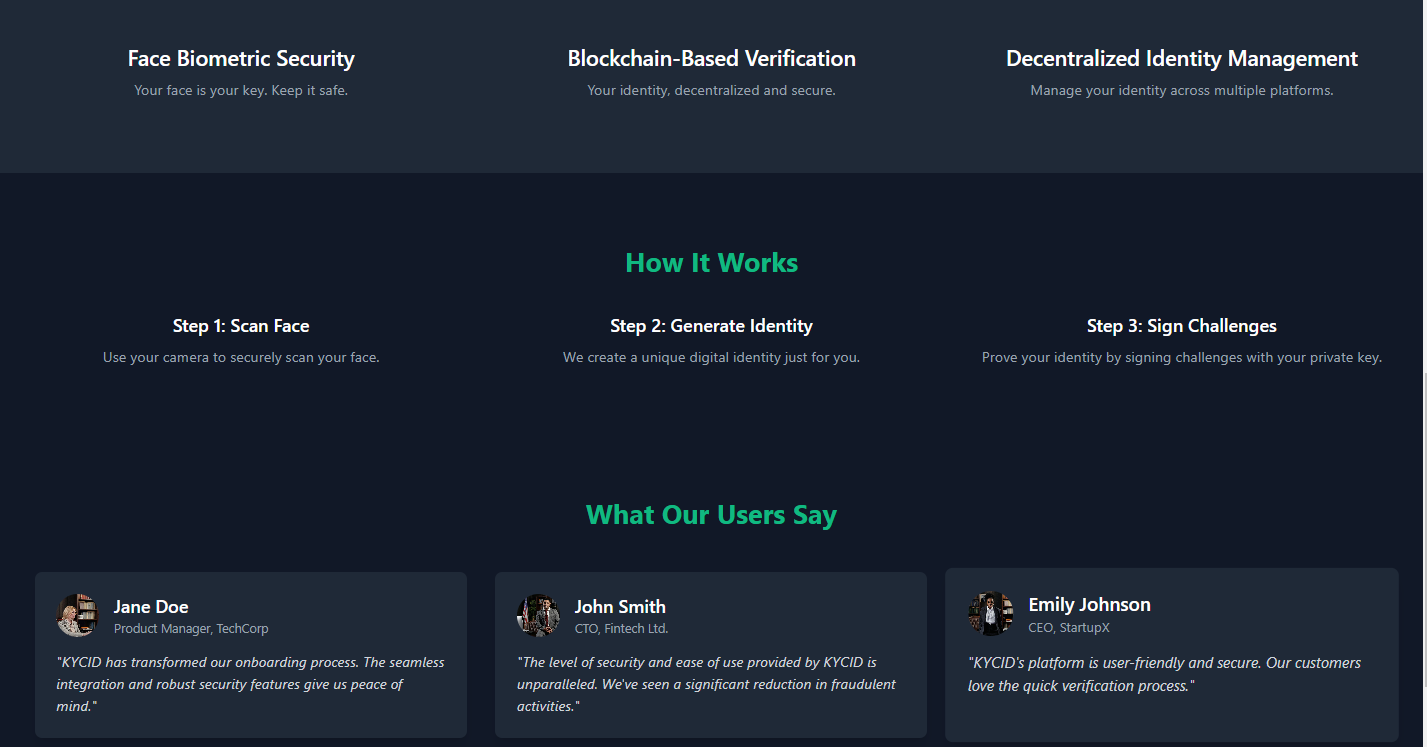 Face Biometric Security
Your face is your key. Keep it safe.
Blockchain-Based Verification
Your identity, decentralized and secure.
Decentralized Identity Management
Manage your identity across multiple platforms.
How It Works
Step 1: Scan Face
Use your camera to securely scan your face.
Step 2: Generate Identity
We create a unique digital identity just for you.
Step 3: Sign Challenges
Prove your identity by signing challenges with your private key.
What Our Users Say
Jane Doe
Product Manager, TechCorp
"KYCID has transformed our onboarding process. The seamless
integration and robust security features give us peace of
mind."
John Smith
CTO, Fintech Ltd.
"The level of security and ease of use provided by KYCID is
unparalleled. We've seen a significant reduction in fraudulent
activities."
Emily Johnson
CEO, StartupX
"KYCID's platform is user-friendly and secure. Our customers
love the quick verification process."